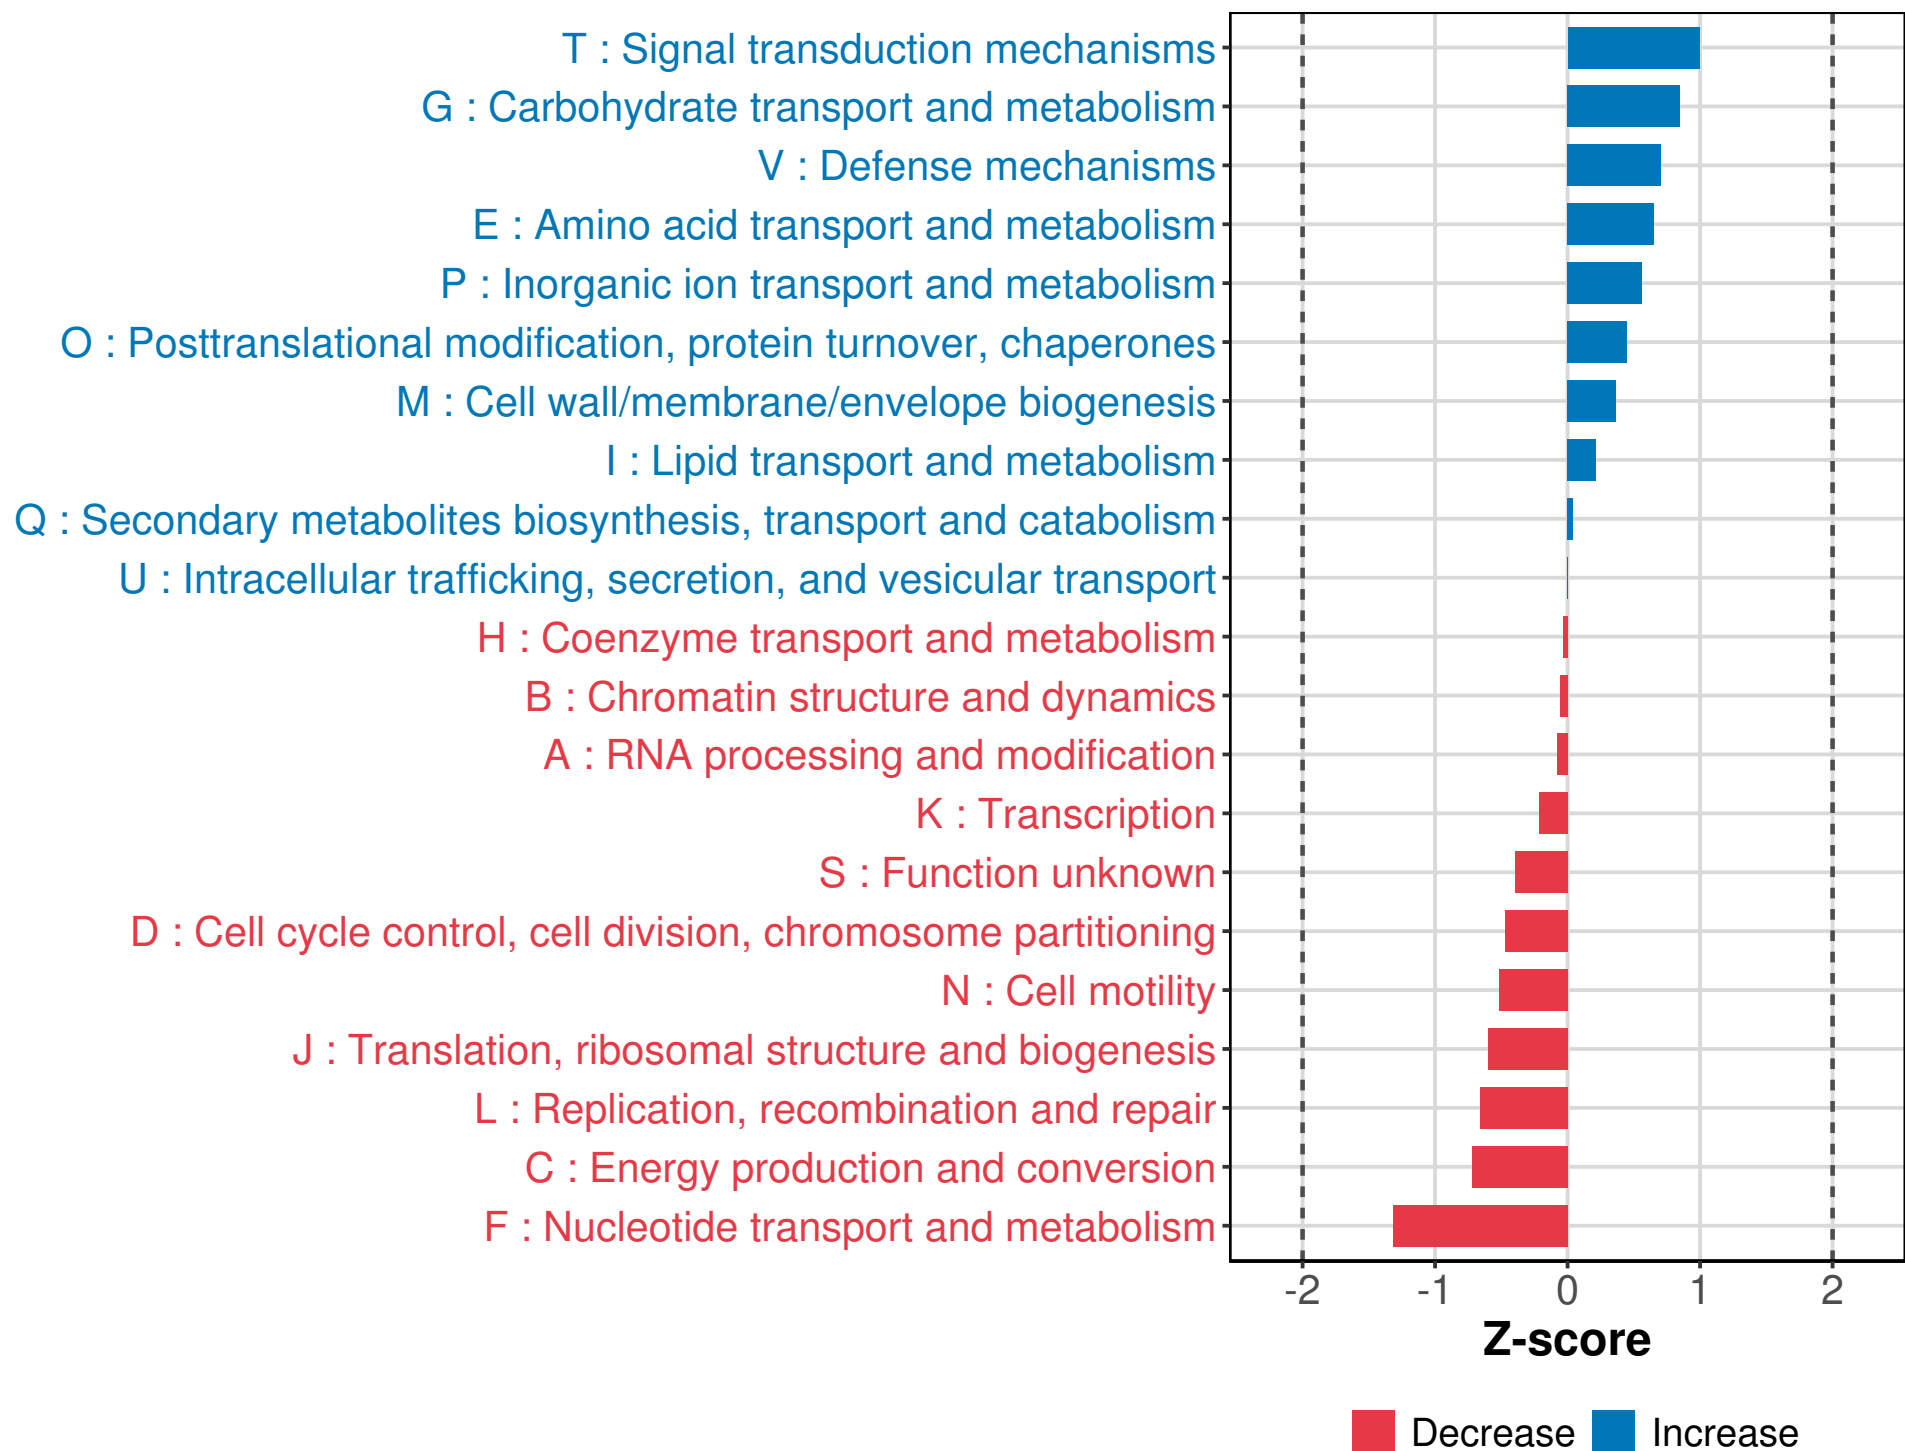 T : Signal transduction mechanisms
G : Carbohydrate transport and metabolism
V : Defense mechanisms
E : Amino acid transport and metabolism
P : Inorganic ion transport and metabolism
O : Posttranslational modification, protein turnover, chaperones
M : Cell wall/membrane/envelope biogenesis
I : Lipid transport and metabolism
Q : Secondary metabolites biosynthesis, transport and catabolism
U : Intracellular trafficking, secretion, and vesicular transport
H : Coenzyme transport and metabolism
B : Chromatin structure and dynamics
A : RNA processing and modification
K : Transcription
S : Function unknown
D : Cell cycle control, cell division, chromosome partitioning
N : Cell motility
J : Translation, ribosomal structure and biogenesis
L : Replication, recombination and repair
C : Energy production and conversion
F : Nucleotide transport and metabolism
-2 -1 0 1 2
Z-score
Decrease Increase